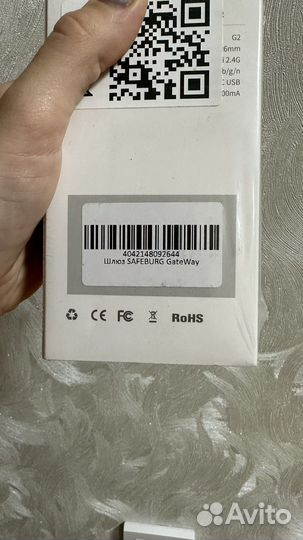 G2
6mm
2.4G
b/g/n
USB
00mA
4042148092644
Шлюз SAFEBURG GateWay
CE FC RoHS
Avito